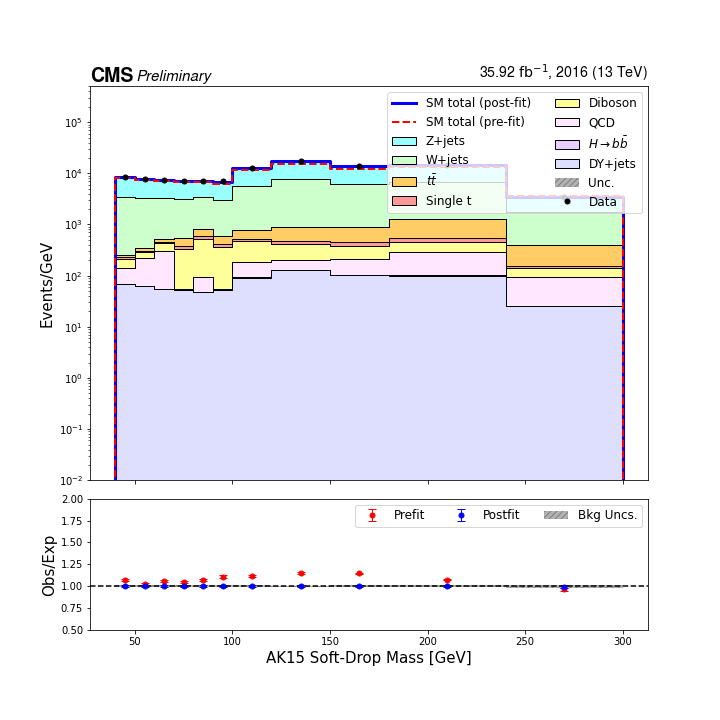 CMS Preliminary
35.92 fb⁻¹, 2016 (13 TeV)
SM total (post-fit)
SM total (pre-fit)
Z+jets
W+jets
tt̄
Single t
Diboson
QCD
H→bb̄
DY+jets
Unc.
Data
Events/GeV
10⁵
10⁴
10³
10²
10¹
10⁰
10⁻¹
10⁻²
Prefit
Postfit
Bkg Uncs.
Obs/Exp
2.00
1.75
1.50
1.25
1.00
0.75
0.50
50 100 150 200 250 300
AK15 Soft-Drop Mass [GeV]